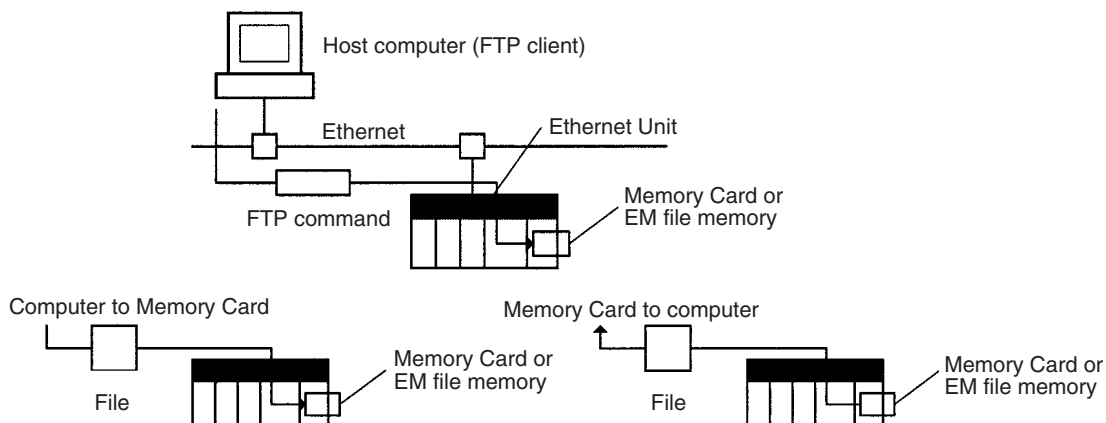 Host computer (FTP client)
Ethernet
Ethernet Unit
FTP command
Memory Card or
EM file memory
Computer to Memory Card
File
Memory Card or
EM file memory
Memory Card to computer
File
Memory Card or
EM file memory